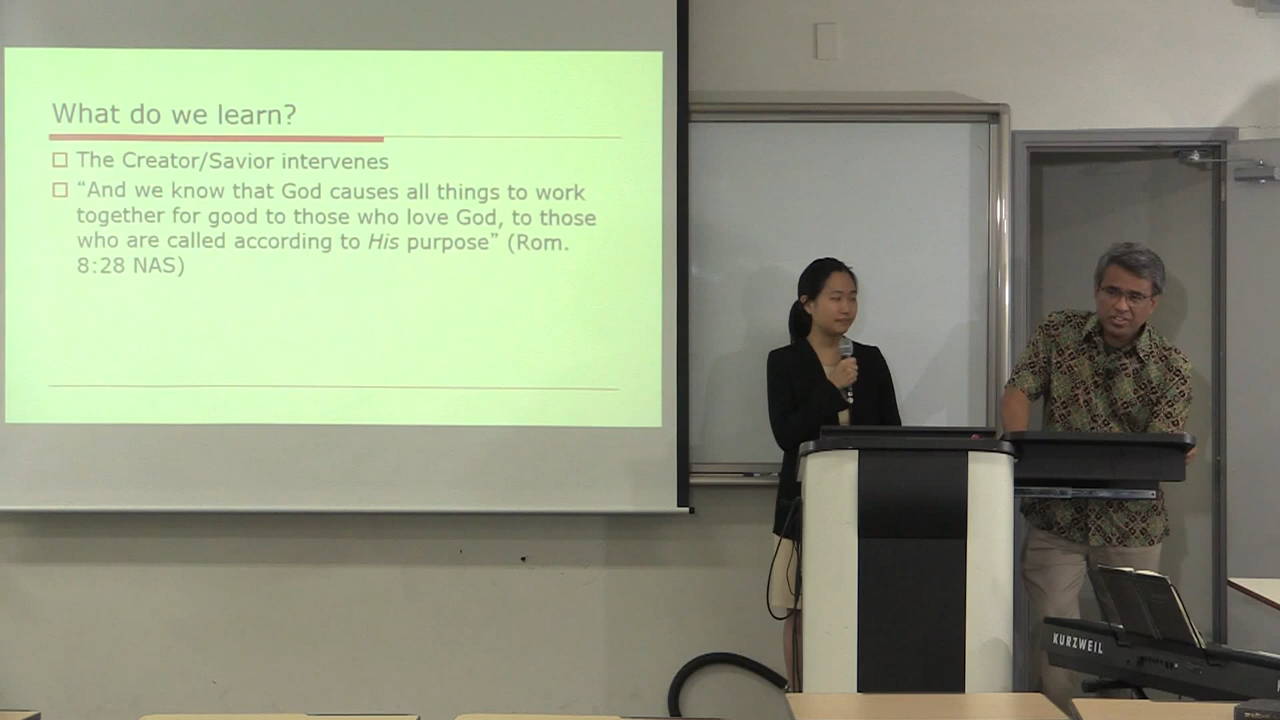 What do we learn?
The Creator/Savior intervenes
“And we know that God causes all things to work
together for good to those who love God, to those
who are called according to His purpose” (Rom.
8:28 NAS)
KURZWEIL